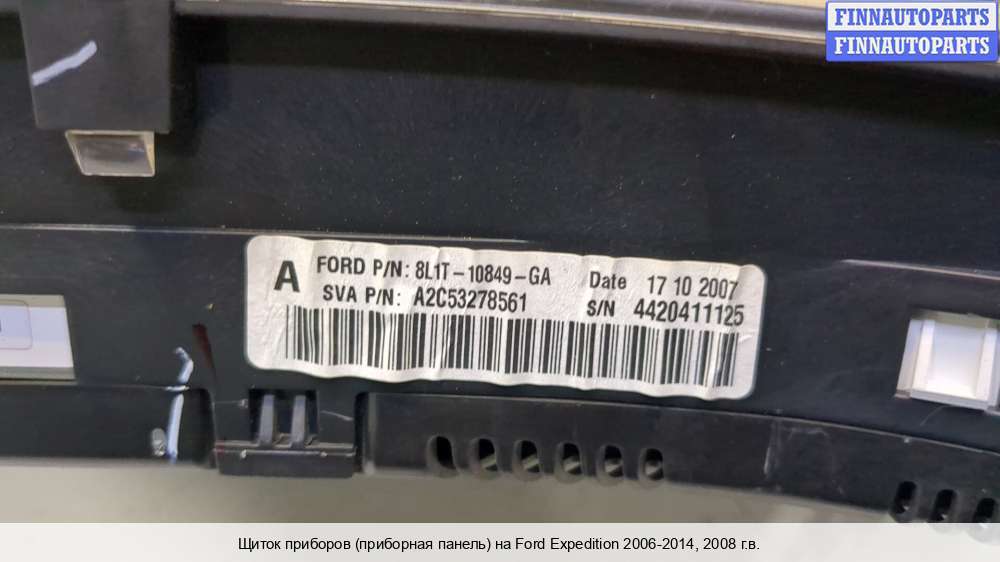 FINNAUTOPARTS
FINNAUTOPARTS
A
FORD P/N: 8L1T-10849-GA Date 17 10 2007
SVA P/N: A2C53278561 S/N 4420411125
Щиток приборов (приборная панель) на Ford Expedition 2006-2014, 2008 г.в.